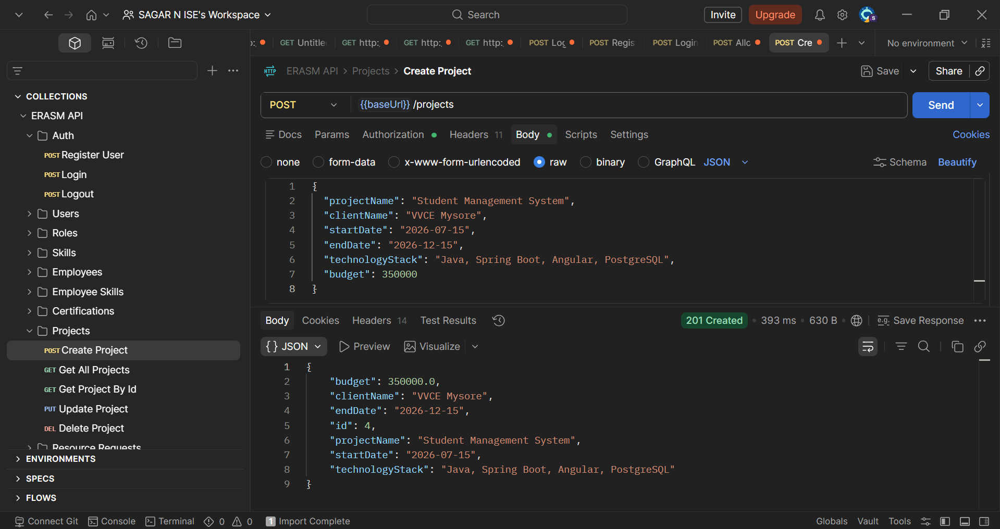 SAGAR N ISE's Workspace
Search
Invite
Upgrade
GET Untitle
GET http:
GET http:
GET http:
POST Log
POST Regis
POST Login
POST Allc
POST Cre
No environment
ERASM API > Projects > Create Project
Save
Share
COLLECTIONS
ERASM API
Auth
POST Register User
POST Login
POST Logout
Users
Roles
Skills
Employees
Employee Skills
Certifications
Projects
POST Create Project
GET Get All Projects
GET Get Project By Id
PUT Update Project
DEL Delete Project
Resource Requests
ENVIRONMENTS
SPECS
FLOWS
POST
{{baseUrl}} /projects
Send
Docs
Params
Authorization
Headers 11
Body
Scripts
Settings
Cookies
none
form-data
x-www-form-urlencoded
raw
binary
GraphQL
JSON
Schema
Beautify
1 {
2 "projectName": "Student Management System",
3 "clientName": "VVCE Mysore",
4 "startDate": "2026-07-15",
5 "endDate": "2026-12-15",
6 "technologyStack": "Java, Spring Boot, Angular, PostgreSQL",
7 "budget": 350000
8 }
Body
Cookies
Headers 14
Test Results
201 Created
393 ms
630 B
e.g. Save Response
{} JSON
Preview
Visualize
1 {
2 "budget": 350000.0,
3 "clientName": "VVCE Mysore",
4 "endDate": "2026-12-15",
5 "id": 4,
6 "projectName": "Student Management System",
7 "startDate": "2026-07-15",
8 "technologyStack": "Java, Spring Boot, Angular, PostgreSQL"
9 }
Connect Git
Console
Terminal
0
0
1 Import Complete
Globals
Vault
Tools